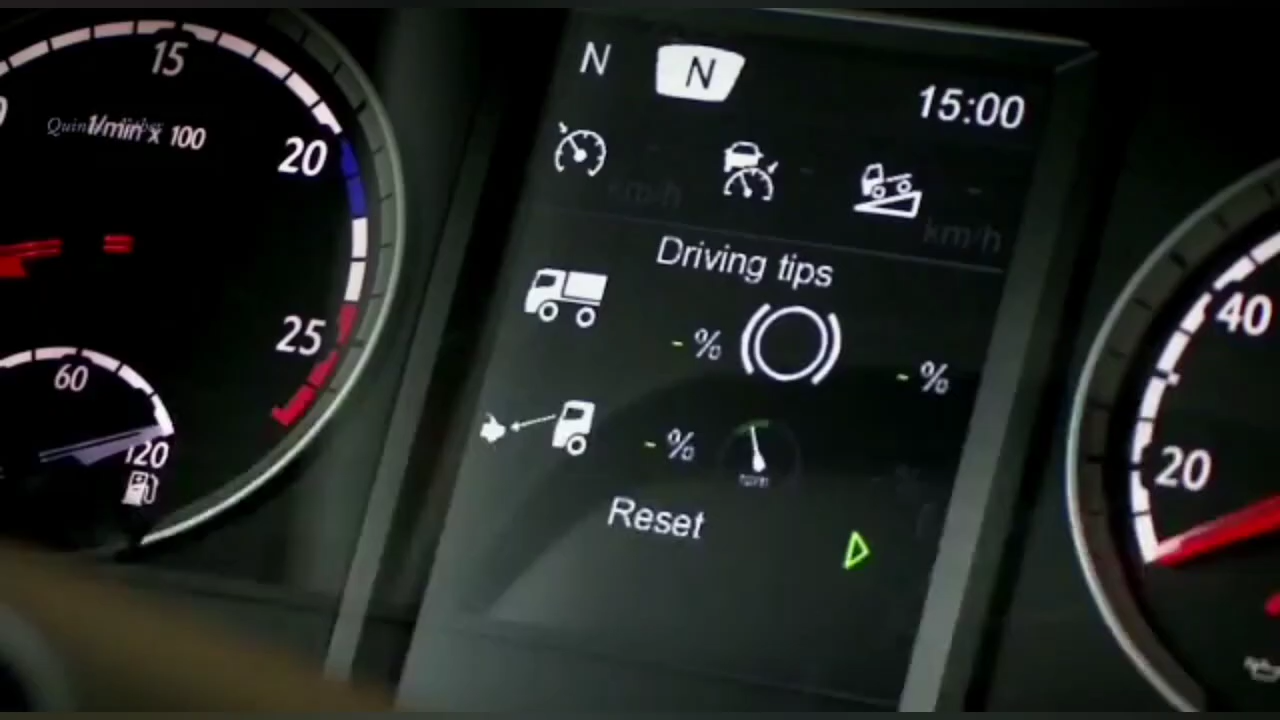 15
1/min x 100
20
25
60
120
N
N
15:00
km/h
km/h
Driving tips
- %
- %
- %
Reset
40
20